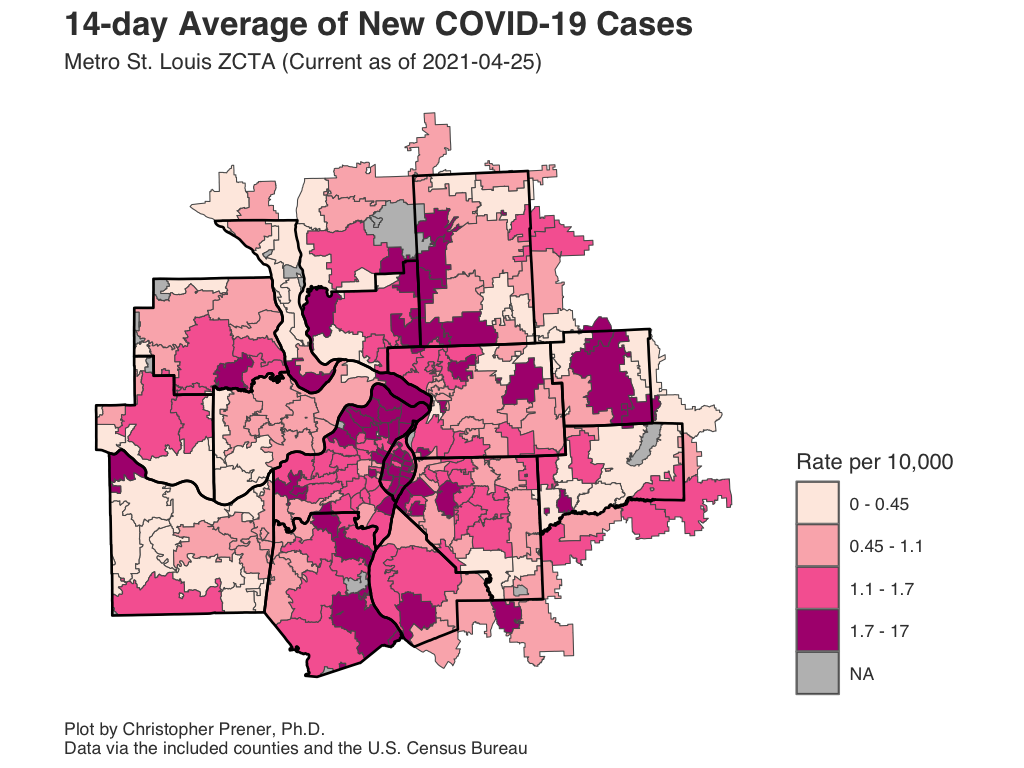 14-day Average of New COVID-19 Cases
Metro St. Louis ZCTA (Current as of 2021-04-25)
Rate per 10,000
0 - 0.45
0.45 - 1.1
1.1 - 1.7
1.7 - 17
NA
Plot by Christopher Prener, Ph.D.
Data via the included counties and the U.S. Census Bureau